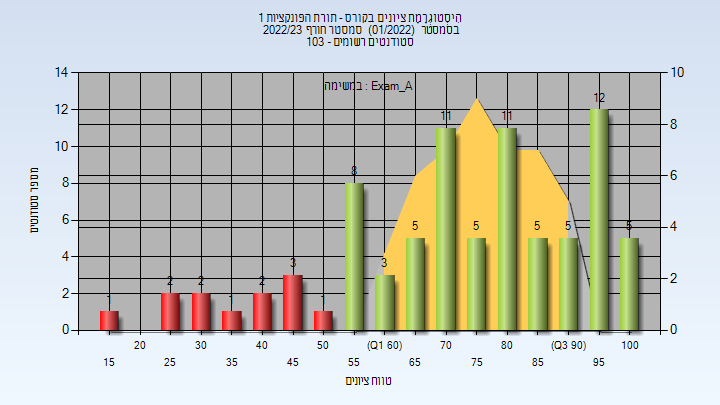 היסטוגרמת ציונים בקורס - תורת הפונקציות 1
בסמסטר (01/2022) סמסטר חורף 2022/23
סטודנטים רשומים - 103
במשימה : Exam_A
מספר סטודנטים
14 12 10 8 6 4 2 0
10 8 6 4 2 0
1 2 2 1 2 3 1 8 3 5 11 5 11 5 5 12 5
20 30 40 50 (Q1 60) 70 80 (Q3 90) 100
15 25 35 45 55 65 75 85 95
טווח ציונים